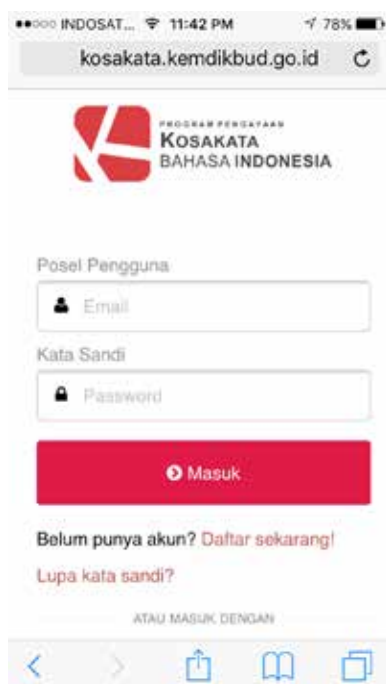 INDOSAT... 11:42 PM 78%
kosakata.kemdikbud.go.id
PROGRAM PENGAYAAN
KOSAKATA
BAHASA INDONESIA
Posel Pengguna
Email
Kata Sandi
Password
Masuk
Belum punya akun? Daftar sekarang!
Lupa kata sandi?
ATAU MASUK DENGAN